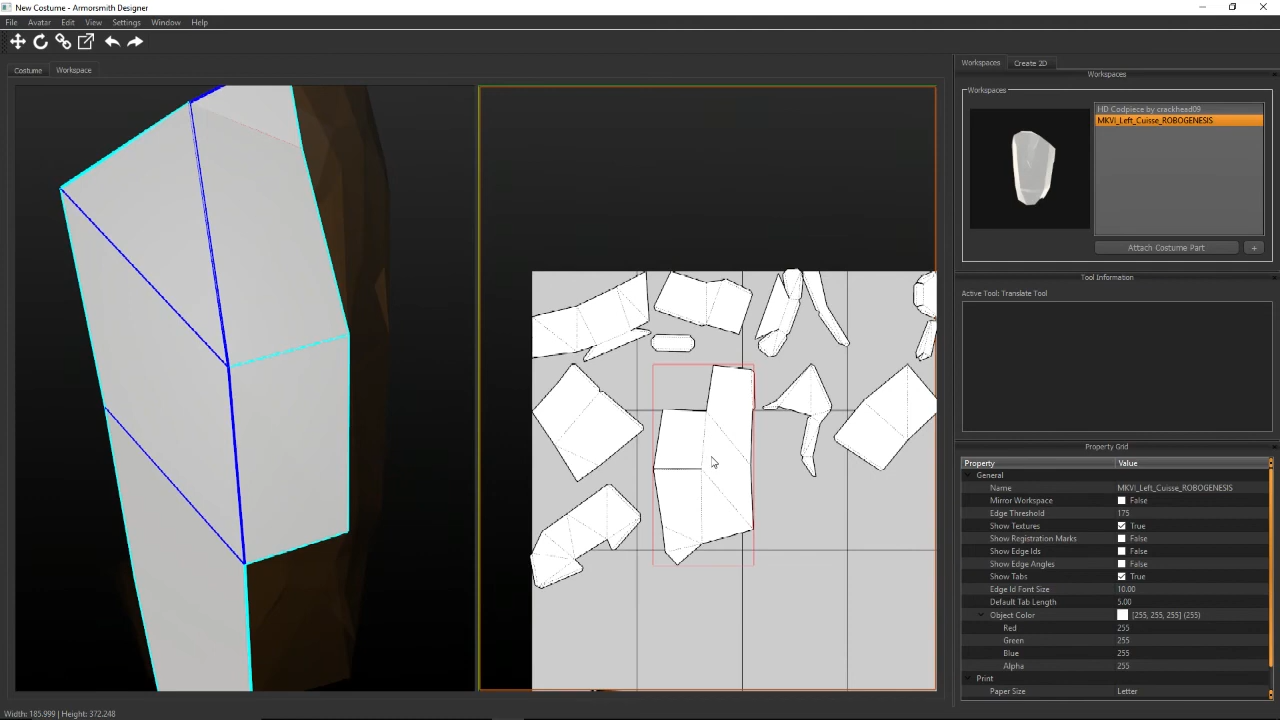 New Costume - Armorsmith Designer
File Avatar Edit View Settings Window Help
Costume Workspace
Workspaces Create 2D
Workspaces
Workspaces
HD Codpiece by crackhead09
MKVI_Left_Cuisse_ROBOGENESIS
Attach Costume Part +
Tool Information
Active Tool: Translate Tool
Property Grid
Property Value
General
Name MKVI_Left_Cuisse_ROBOGENESIS
Mirror Workspace False
Edge Threshold 175
Show Textures True
Show Registration Marks False
Show Edge Ids False
Show Edge Angles False
Show Tabs True
Edge Id Font Size 10.00
Default Tab Length 5.00
Object Color [255, 255, 255] (255)
Red 255
Green 255
Blue 255
Alpha 255
Print
Paper Size Letter
Width: 185.999 | Height: 372.248